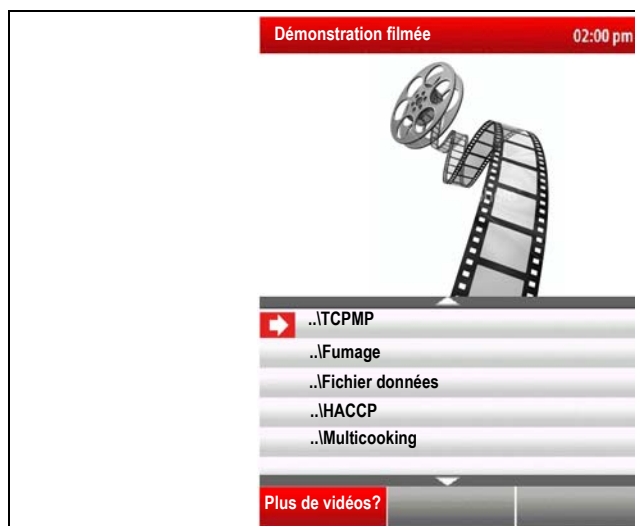 Démonstration filmée 02:00 pm
..\TCPMP
..\Fumage
..\Fichier données
..\HACCP
..\Multicooking
Plus de vidéos?